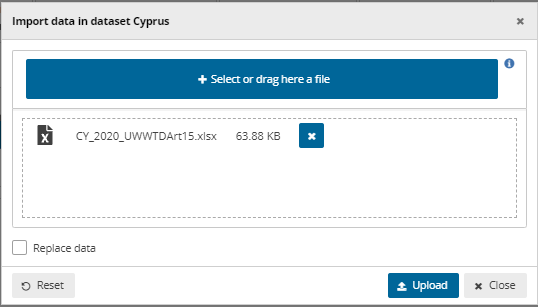 Import data in dataset Cyprus
Select or drag here a file
CY_2020_UWWTDArt15.xlsx 63.88 KB
Replace data
Reset Upload Close